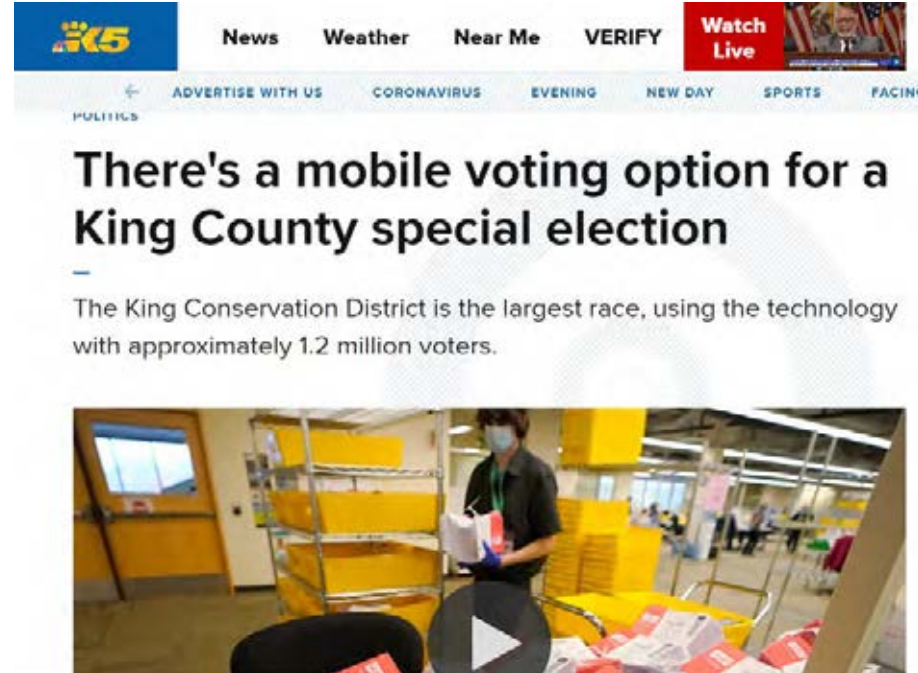 K5
News Weather Near Me VERIFY Watch Live
ADVERTISE WITH US CORONAVIRUS EVENING NEW DAY SPORTS FACING
POLITICS
There's a mobile voting option for a
King County special election
The King Conservation District is the largest race, using the technology
with approximately 1.2 million voters.